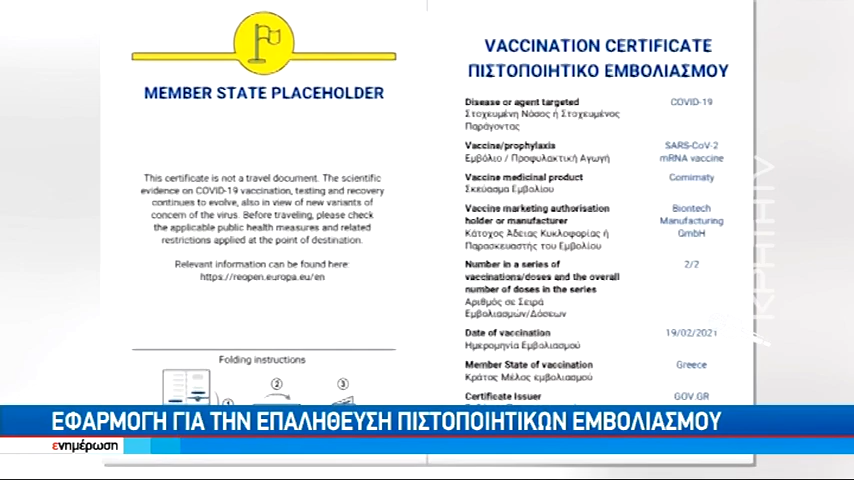 MEMBER STATE PLACEHOLDER
This certificate is not a travel document. The scientific
evidence on COVID-19 vaccination, testing and recovery
continues to evolve, also in view of new variants of
concern of the virus. Before traveling, please check
the applicable public health measures and related
restrictions applied at the point of destination.
Relevant information can be found here:
https://reopen.europa.eu/en
Folding instructions
1
2
3
VACCINATION CERTIFICATE
ΠΙΣΤΟΠΟΙΗΤΙΚΟ ΕΜΒΟΛΙΑΣΜΟΥ
Disease or agent targeted COVID-19
Στοχευμένη Νόσος ή Στοχευμένος
Παράγοντας
Vaccine/prophylaxis SARS-CoV-2
Εμβόλιο / Προφυλακτική Αγωγή mRNA vaccine
Vaccine medicinal product Comirnaty
Σκεύασμα Εμβολίου
Vaccine marketing authorisation Biontech
holder or manufacturer Manufacturing
Κάτοχος Άδειας Κυκλοφορίας ή GmbH
Παρασκευαστής του Εμβολίου
Number in a series of 2/2
vaccinations/doses and the overall
number of doses in the series
Αριθμός σε Σειρά
Εμβολιασμών/Δόσεων
Date of vaccination 19/02/2021
Ημερομηνία Εμβολιασμού
Member State of vaccination Greece
Κράτος Μέλος εμβολιασμού
Certificate Issuer GOV.GR
ΚΡΗΤΗ TV
ΕΦΑΡΜΟΓΗ ΓΙΑ ΤΗΝ ΕΠΑΛΗΘΕΥΣΗ ΠΙΣΤΟΠΟΙΗΤΙΚΩΝ ΕΜΒΟΛΙΑΣΜΟΥ
ενημέρωση